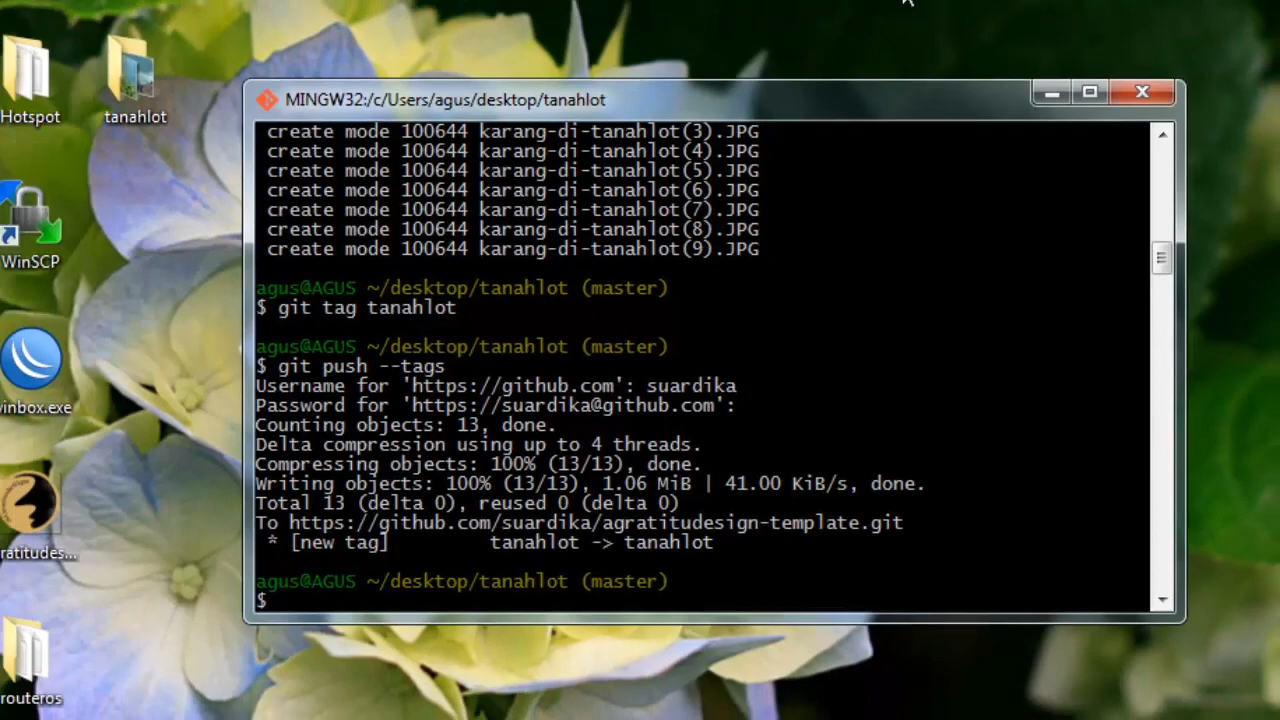 Hotspot
tanahlot
WinSCP
winbox.exe
routeros
MINGW32:/c/Users/agus/desktop/tanahlot
create mode 100644 karang-di-tanahlot(3).JPG
create mode 100644 karang-di-tanahlot(4).JPG
create mode 100644 karang-di-tanahlot(5).JPG
create mode 100644 karang-di-tanahlot(6).JPG
create mode 100644 karang-di-tanahlot(7).JPG
create mode 100644 karang-di-tanahlot(8).JPG
create mode 100644 karang-di-tanahlot(9).JPG
agus@AGUS ~/desktop/tanahlot (master)
$ git tag tanahlot
agus@AGUS ~/desktop/tanahlot (master)
$ git push --tags
Username for 'https://github.com': suardika
Password for 'https://suardika@github.com':
Counting objects: 13, done.
Delta compression using up to 4 threads.
Compressing objects: 100% (13/13), done.
Writing objects: 100% (13/13), 1.06 MiB | 41.00 KiB/s, done.
Total 13 (delta 0), reused 0 (delta 0)
To https://github.com/suardika/agratitudesign-template.git
* [new tag] tanahlot -> tanahlot
agus@AGUS ~/desktop/tanahlot (master)
$